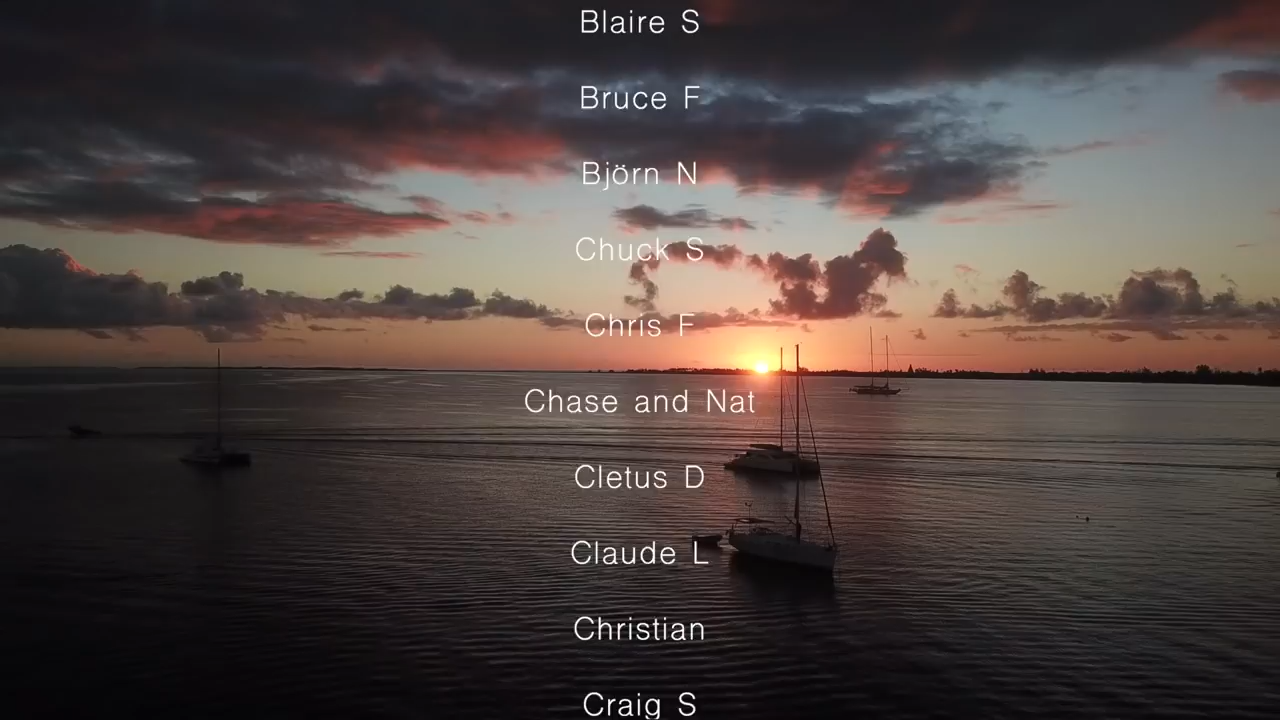 Blaire S
Bruce F
Björn N
Chuck S
Chris F
Chase and Nat
Cletus D
Claude L
Christian
Craig S